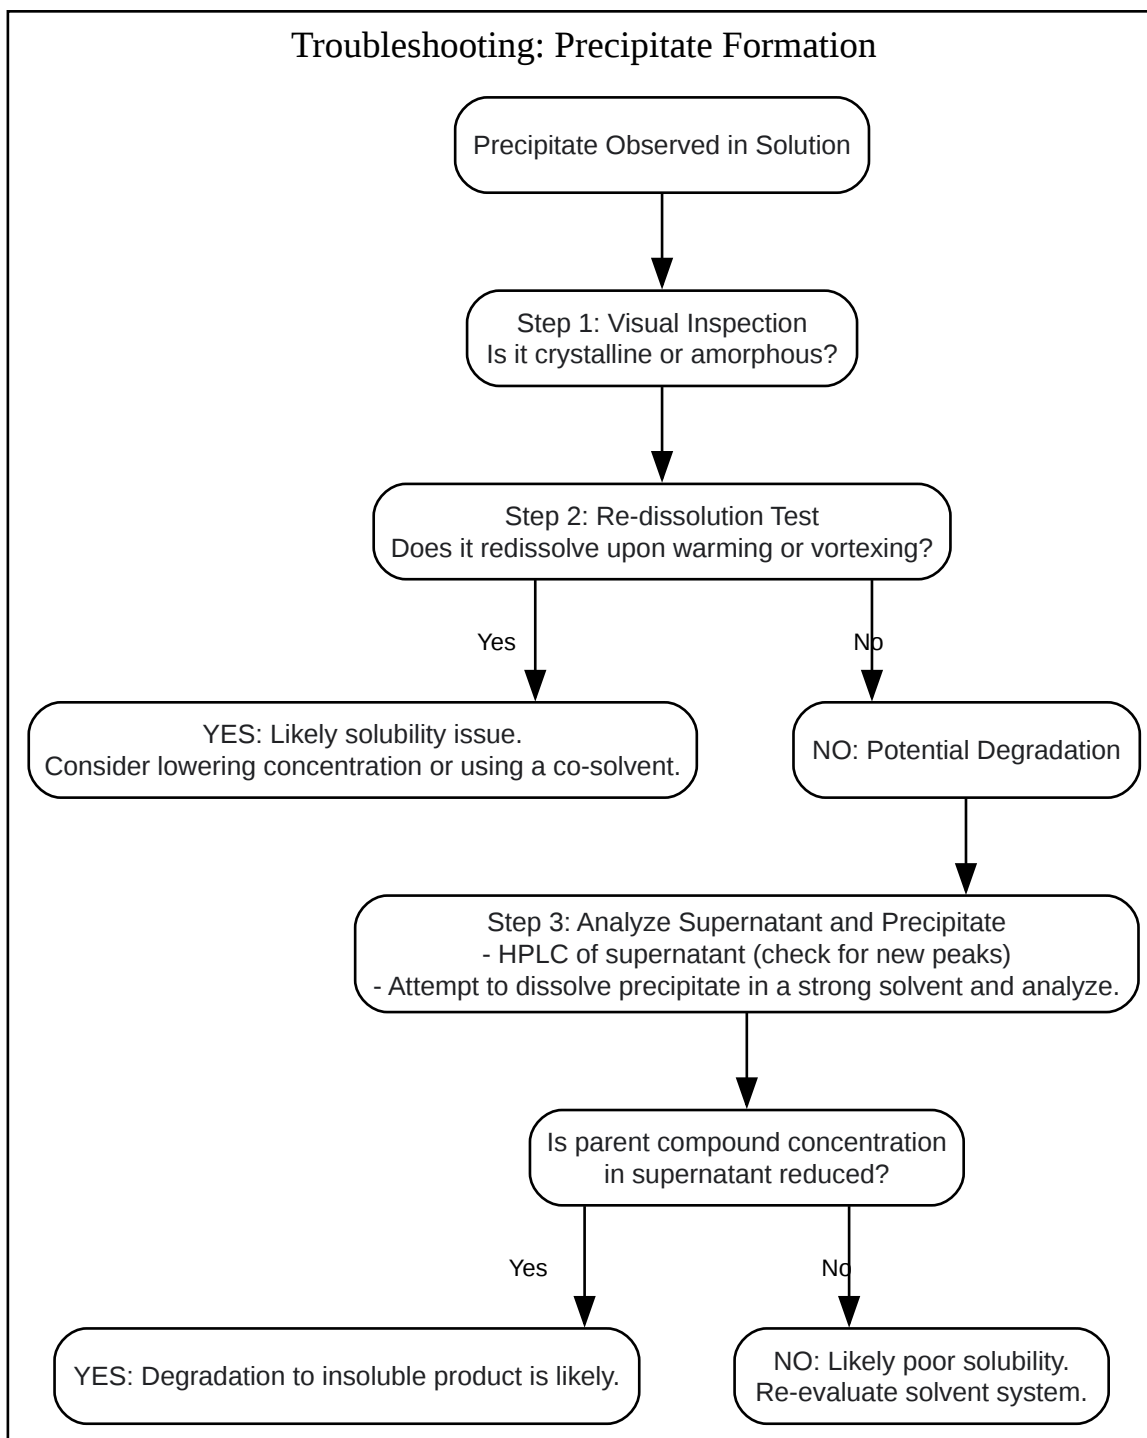 Troubleshooting: Precipitate Formation
Precipitate Observed in Solution
Step 1: Visual Inspection
Is it crystalline or amorphous?
Step 2: Re-dissolution Test
Does it redissolve upon warming or vortexing?
Yes
No
YES: Likely solubility issue.
Consider lowering concentration or using a co-solvent.
NO: Potential Degradation
Step 3: Analyze Supernatant and Precipitate
- HPLC of supernatant (check for new peaks)
- Attempt to dissolve precipitate in a strong solvent and analyze.
Is parent compound concentration
in supernatant reduced?
Yes
No
YES: Degradation to insoluble product is likely.
NO: Likely poor solubility.
Re-evaluate solvent system.